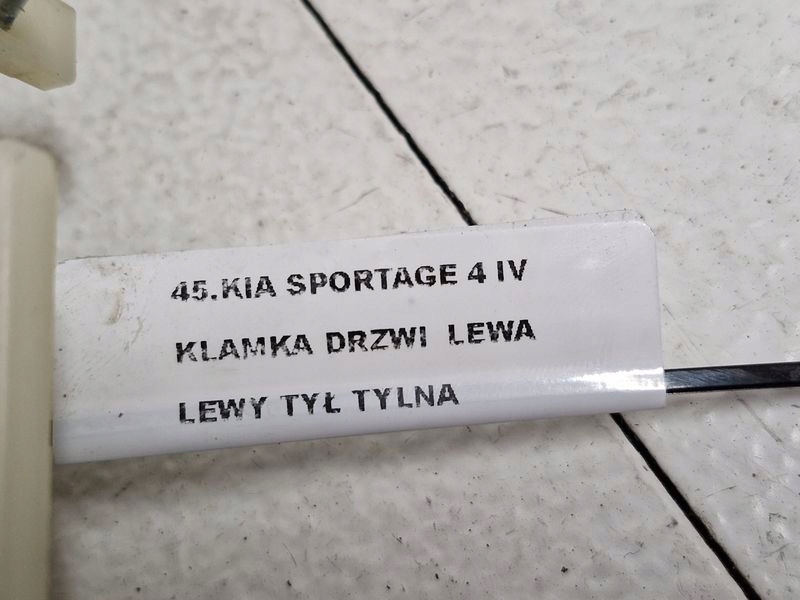 45.KIA SPORTAGE 4 IV
KLAMKA DRZWI LEWA
LEWY TYŁ TYLNA